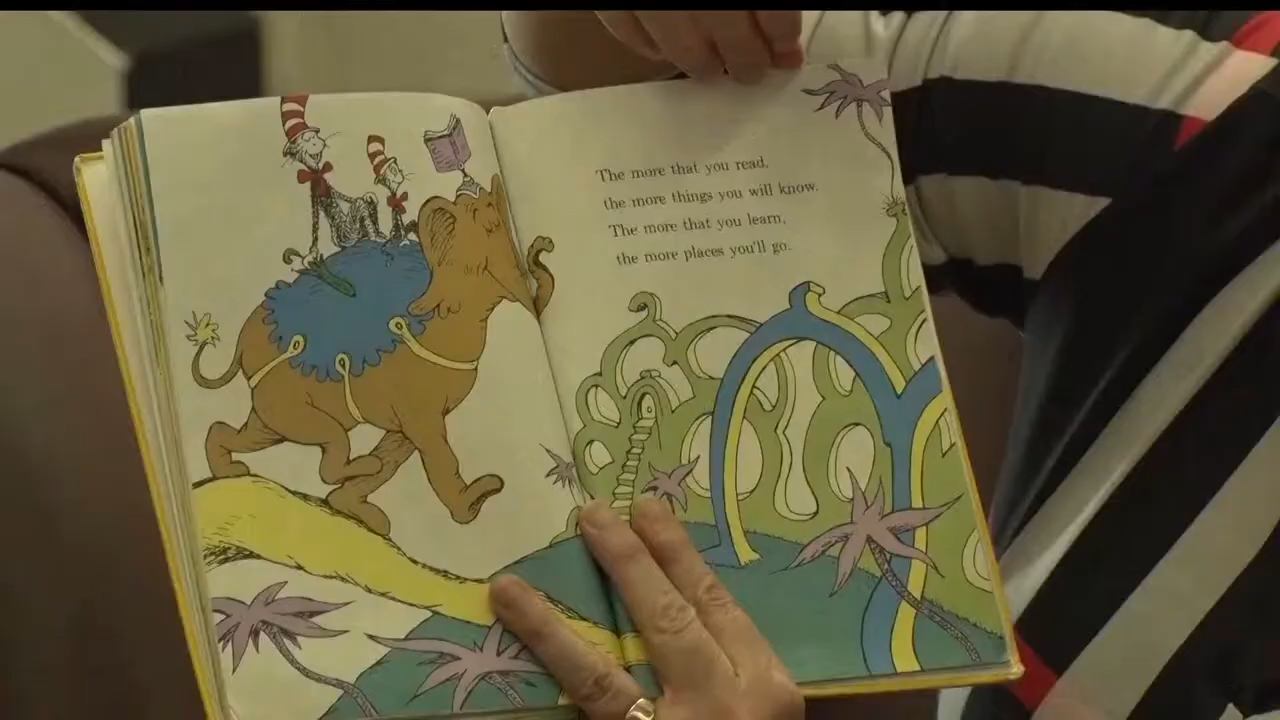 The more that you read,
the more things you will know.
The more that you learn,
the more places you'll go.